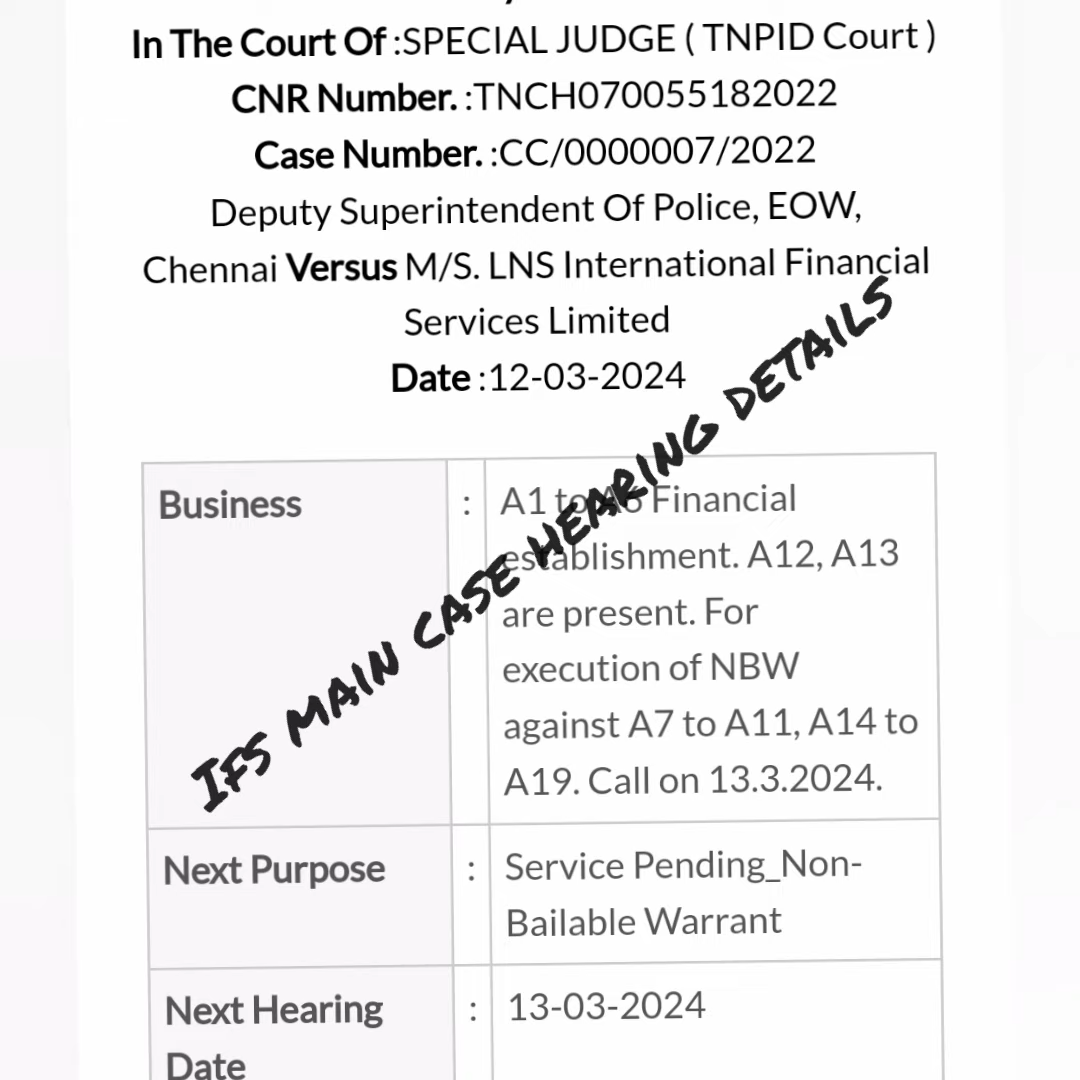 In The Court Of :SPECIAL JUDGE ( TNPID Court )
CNR Number. :TNCH070055182022
Case Number. :CC/0000007/2022
Deputy Superintendent Of Police, EOW,
Chennai Versus M/S. LNS International Financial
Services Limited
Date :12-03-2024
IFS MAIN CASE HEARING DETAILS
Business : A1 to A6 Financial
establishment. A12, A13
are present. For
execution of NBW
against A7 to A11, A14 to
A19. Call on 13.3.2024.
Next Purpose : Service Pending_Non-
Bailable Warrant
Next Hearing : 13-03-2024
Date